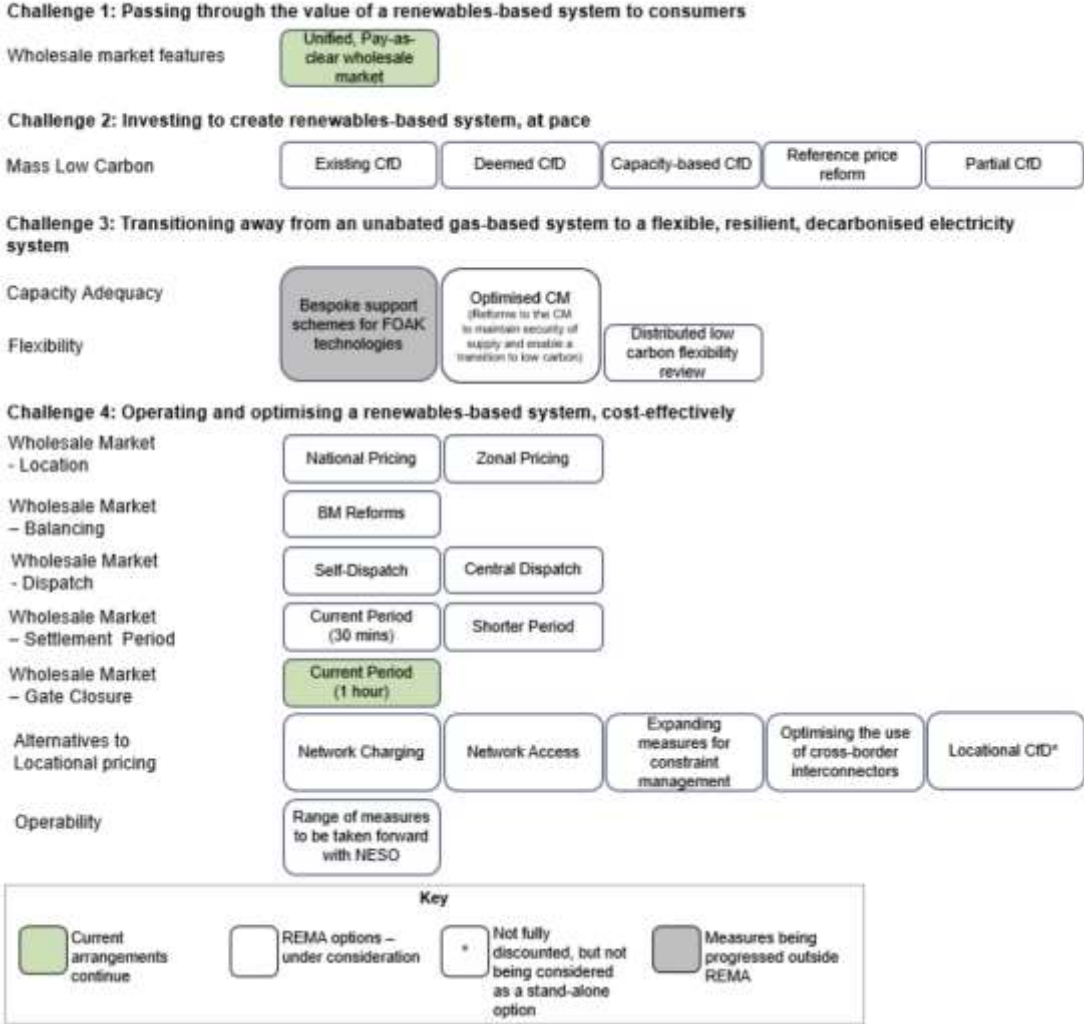 Challenge 1: Passing through the value of a renewables-based system to consumers
Wholesale market features
Unified, Pay-as-
clear wholesale
market
Challenge 2: Investing to create renewables-based system, at pace
Mass Low Carbon
Existing CfD
Deemed CfD
Capacity-based CfD
Reference price
reform
Partial CfD
Challenge 3: Transitioning away from an unabated gas-based system to a flexible, resilient, decarbonised electricity
system
Capacity Adequacy
Flexibility
Bespoke support
schemes for FOAK
technologies
Optimised CM
(Reforms to the CM
to maintain security of
supply and enable a
transition to low carbon)
Distributed low
carbon flexibility
review
Challenge 4: Operating and optimising a renewables-based system, cost-effectively
Wholesale Market
- Location
National Pricing
Zonal Pricing
Wholesale Market
– Balancing
BM Reforms
Wholesale Market
- Dispatch
Self-Dispatch
Central Dispatch
Wholesale Market
– Settlement Period
Current Period
(30 mins)
Shorter Period
Wholesale Market
– Gate Closure
Current Period
(1 hour)
Alternatives to
Locational pricing
Network Charging
Network Access
Expanding
measures for
constraint
management
Optimising the use
of cross-border
interconnectors
Locational CfD*
Operability
Range of measures
to be taken forward
with NESO
Key
Current
arrangements
continue
REMA options –
under consideration
*
Not fully
discounted, but not
being considered
as a stand-alone
option
Measures being
progressed outside
REMA